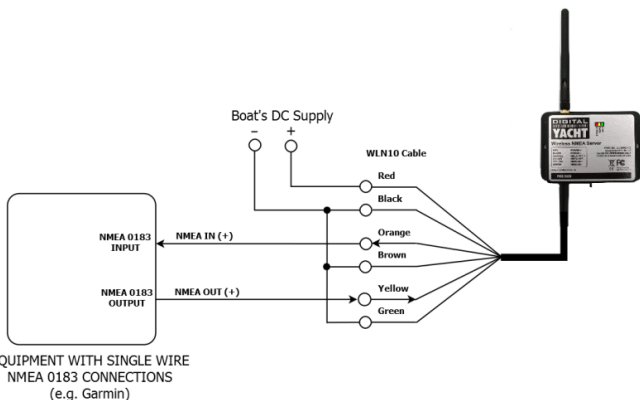 Boat's DC Supply
- +
WLN10 Cable
Red
Black
Orange
Brown
Yellow
Green
NMEA 0183
INPUT
NMEA IN (+)
NMEA 0183
OUTPUT
NMEA OUT (+)
QUIPMENT WITH SINGLE WIRE
NMEA 0183 CONNECTIONS
(e.g. Garmin)
DIGITAL
YACHT
Wireless NMEA Server